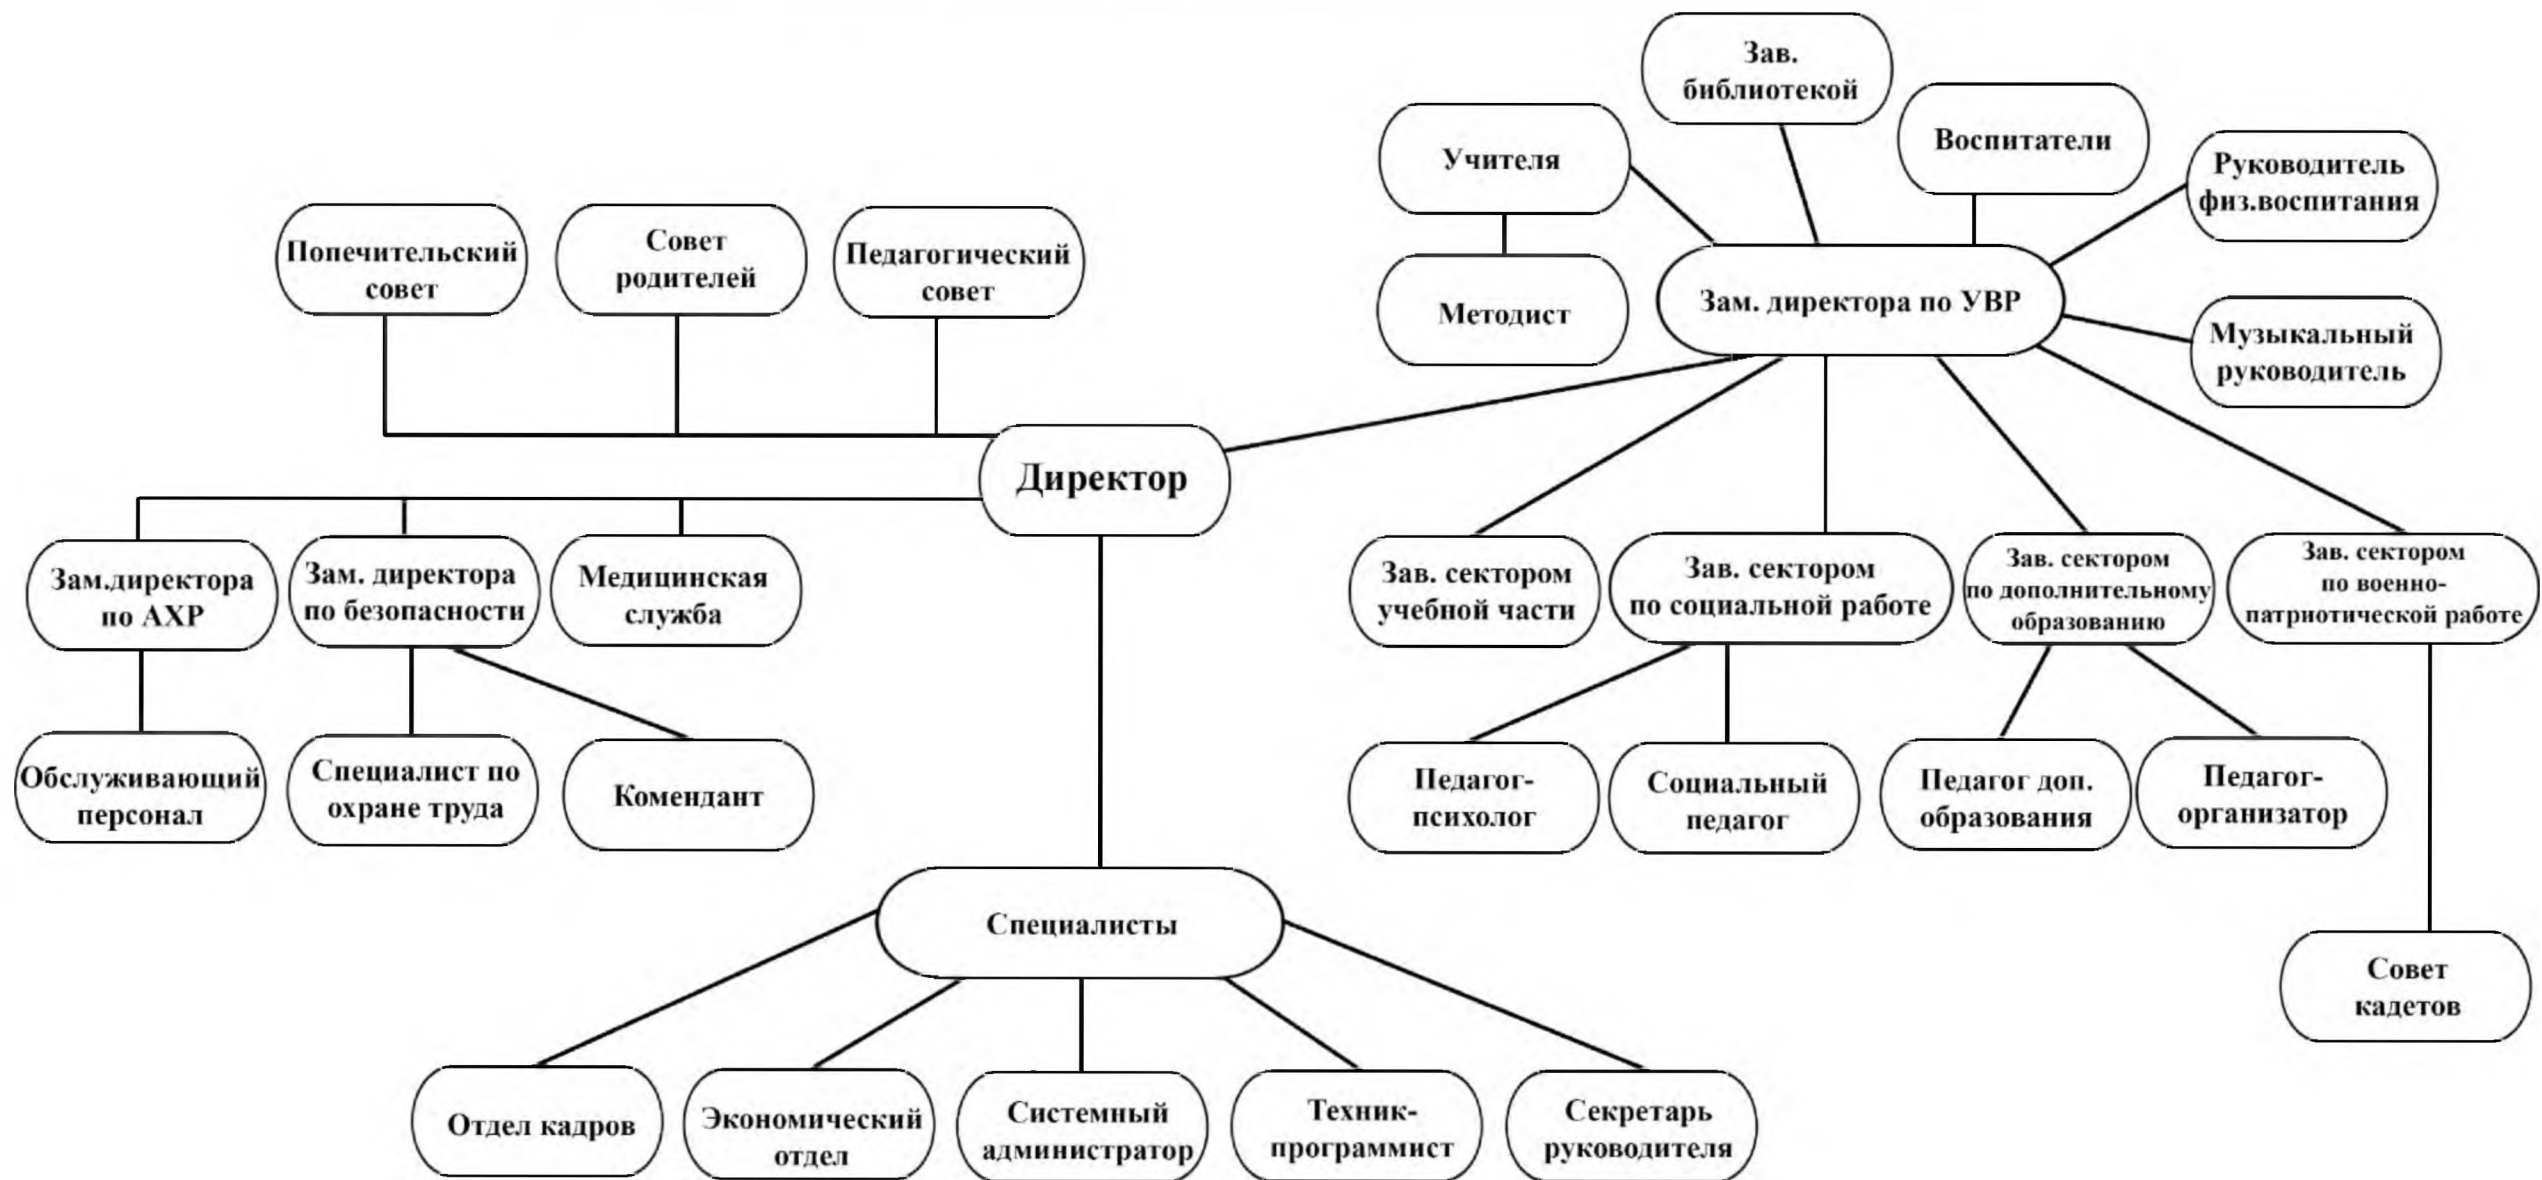 Зав.
библиотекой
Учителя
Воспитатели
Руководитель
физ.воспитания
Попечительский
совет
Совет
родителей
Педагогический
совет
Методист
Зам. директора по УВР
Музыкальный
руководитель
Директор
Зам.директора
по АХР
Зам. директора
по безопасности
Медицинская
служба
Зав. сектором
учебной части
Зав. сектором
по социальной работе
Зав. сектором
по дополнительному
образованию
Зав. сектором
по военно-
патриотической работе
Обслуживающий
персонал
Специалист по
охране труда
Комендант
Педагог-
психолог
Социальный
педагог
Педагог доп.
образования
Педагог-
организатор
Специалисты
Совет
кадетов
Отдел кадров
Экономический
отдел
Системный
администратор
Техник-
программист
Секретарь
руководителя